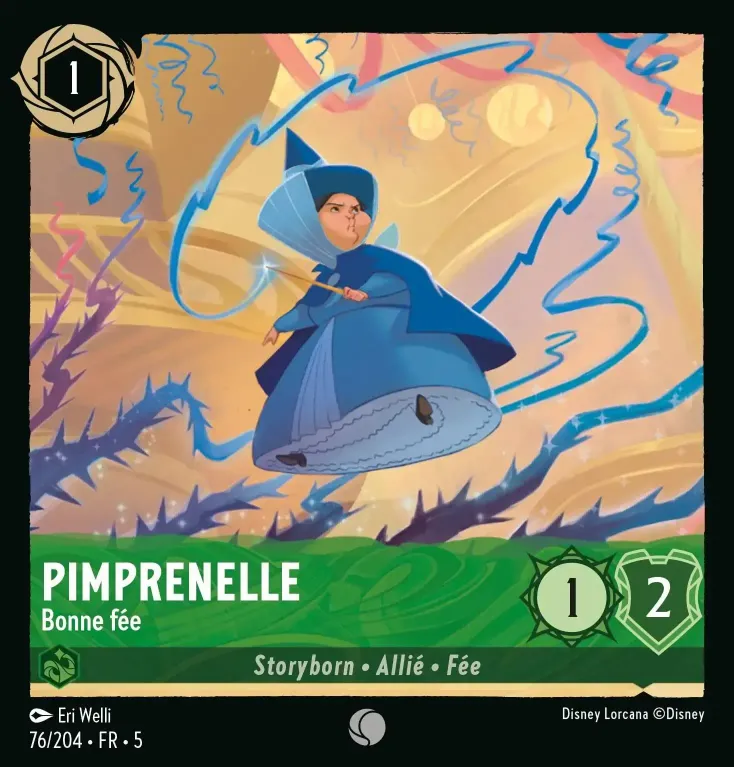 1
PIMPRENELLE
Bonne fée
1
2
Storyborn • Allié • Fée
Eri Welli
Disney Lorcana ©Disney
76/204 • FR • 5